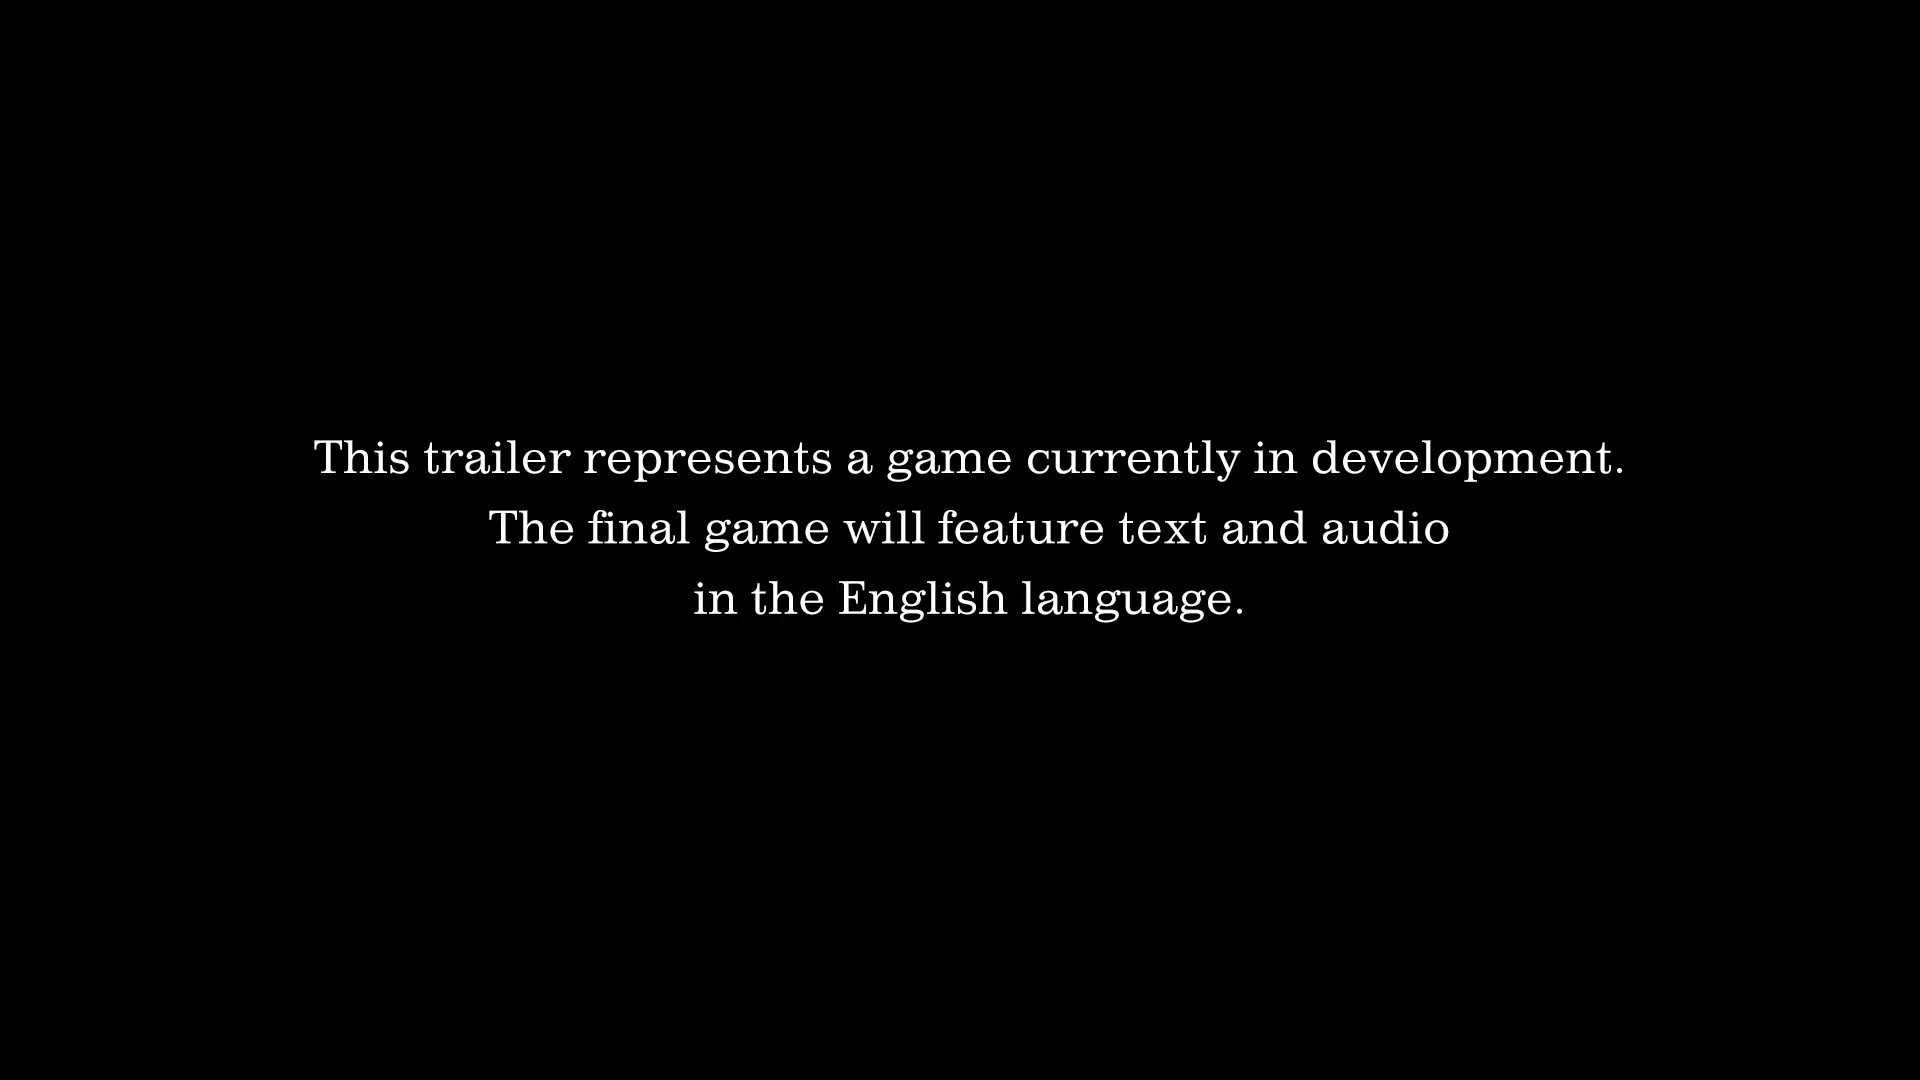 This trailer represents a game currently in development.
The final game will feature text and audio
in the English language.